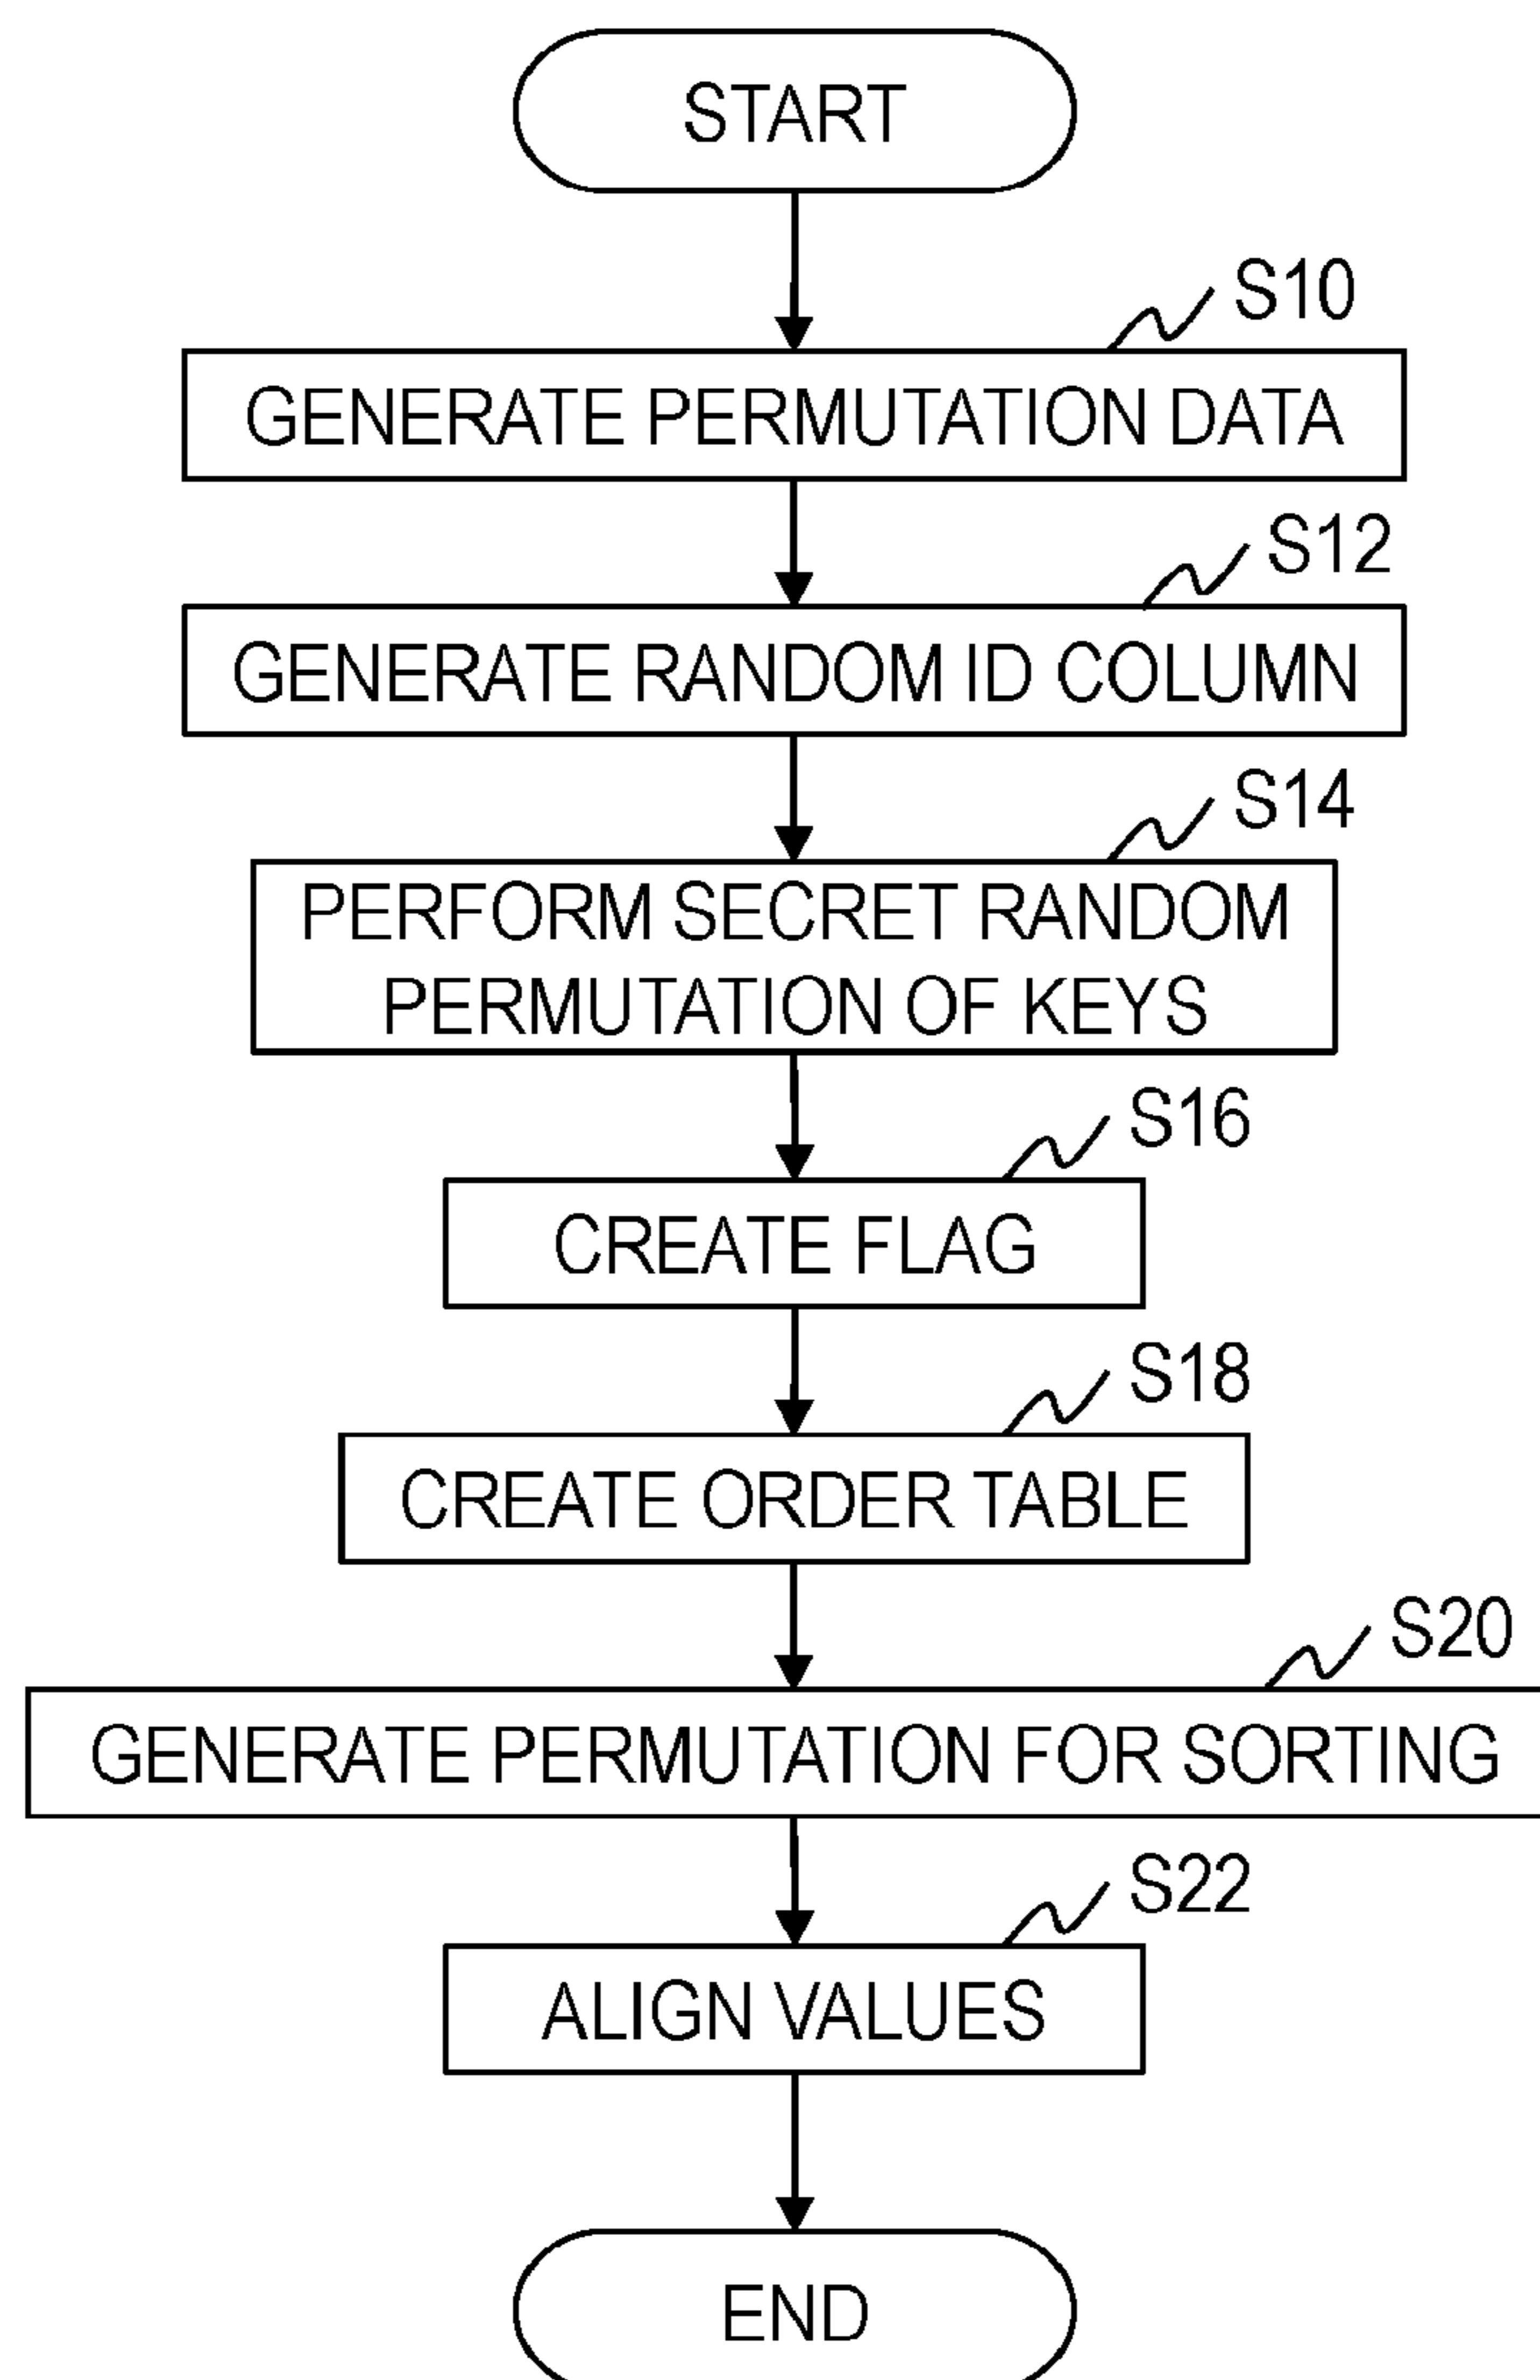 START
S10
GENERATE PERMUTATION DATA
S12
GENERATE RANDOM ID COLUMN
S14
PERFORM SECRET RANDOM
PERMUTATION OF KEYS
S16
CREATE FLAG
S18
CREATE ORDER TABLE
S20
GENERATE PERMUTATION FOR SORTING
S22
ALIGN VALUES
END